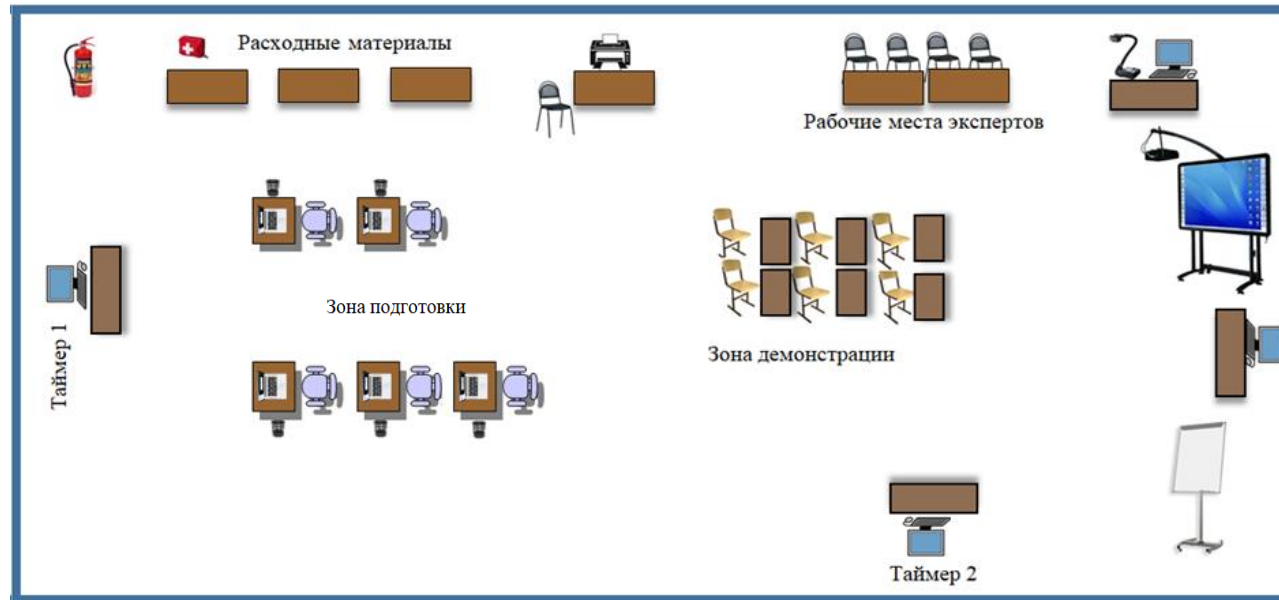 Расходные материалы
Рабочие места экспертов
Зона подготовки
Таймер 1
Зона демонстрации
Таймер 2